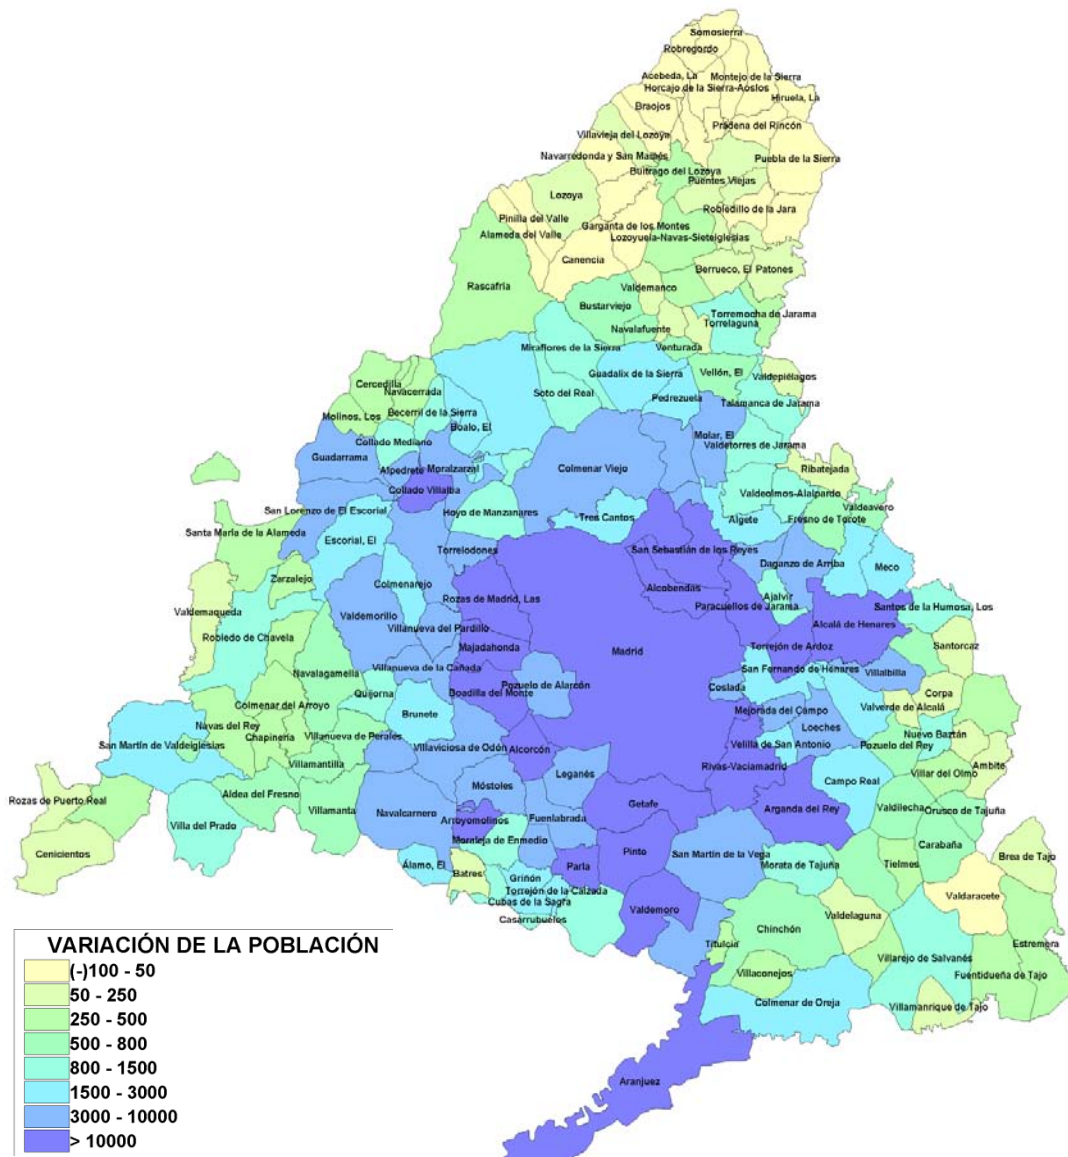 Somosierra
Robregordo
Acebeda, La
Montejo de la Sierra
Horcajo de la Sierra-Aoslos
Hiruela, La
Braojos
Prádena del Rincón
Villavieja del Lozoya
Navarredonda y San Mamés
Puebla de la Sierra
Buitrago del Lozoya
Puentes Viejas
Lozoya
Robledillo de la Jara
Pinilla del Valle
Garganta de los Montes
Alameda del Valle
Lozoyuela-Navas-Sieteiglesias
Canencia
Berrueco, El
Patones
Rascafría
Valdemanco
Bustarviejo
Torremocha de Jarama
Torrelaguna
Navalafuente
Miraflores de la Sierra
Venturada
Guadalix de la Sierra
Vellón, El
Valdepiélagos
Cercedilla
Navacerrada
Soto del Real
Pedrezuela
Talamanca de Jarama
Molinos, Los
Becerril de la Sierra
Boalo, El
Collado Mediano
Molar, El
Valdetorres de Jarama
Guadarrama
Alpedrete
Moralzarzal
Colmenar Viejo
Ribatejada
Collado Villalba
Valdeolmos-Alalpardo
Valdeavero
San Lorenzo de El Escorial
Hoyo de Manzanares
Tres Cantos
Algete
Fresno de Torote
Santa María de la Alameda
Escorial, El
Torrelodones
San Sebastián de los Reyes
Daganzo de Arriba
Meco
Zarzalejo
Colmenarejo
Alcobendas
Ajalvir
Valdemaqueda
Rozas de Madrid, Las
Paracuellos de Jarama
Santos de la Humosa, Los
Valdemorillo
Villanueva del Pardillo
Alcalá de Henares
Robledo de Chavela
Majadahonda
Madrid
Torrejón de Ardoz
Santorcaz
Navalagamella
Villanueva de la Cañada
San Fernando de Henares
Villalbilla
Quijorna
Boadilla del Monte
Pozuelo de Alarcón
Coslada
Corpa
Colmenar del Arroyo
Brunete
Mejorada del Campo
Valverde de Alcalá
Navas del Rey
Chapinería
Villanueva de Perales
Loeches
Nuevo Baztán
San Martín de Valdeiglesias
Villaviciosa de Odón
Alcorcón
Velilla de San Antonio
Pozuelo del Rey
Villamantilla
Leganés
Rivas-Vaciamadrid
Campo Real
Villar del Olmo
Ambite
Aldea del Fresno
Móstoles
Rozas de Puerto Real
Villamanta
Navalcarnero
Getafe
Arganda del Rey
Valdilecha
Orusco de Tajuña
Villa del Prado
Arroyomolinos
Fuenlabrada
Moraleja de Enmedio
Carabaña
Cenicientos
Pinto
San Martín de la Vega
Morata de Tajuña
Brea de Tajo
Álamo, El
Batres
Parla
Tielmes
Griñón
Torrejón de la Calzada
Cubas de la Sagra
Valdemoro
Valdelaguna
Valdaracete
Casarrubuelos
Chinchón
Titulcia
Estremera
Villarejo de Salvanés
Villaconejos
Fuentidueña de Tajo
Colmenar de Oreja
Villamanrique de Tajo
Aranjuez
VARIACIÓN DE LA POBLACIÓN
(-)100 - 50
50 - 250
250 - 500
500 - 800
800 - 1500
1500 - 3000
3000 - 10000
> 10000